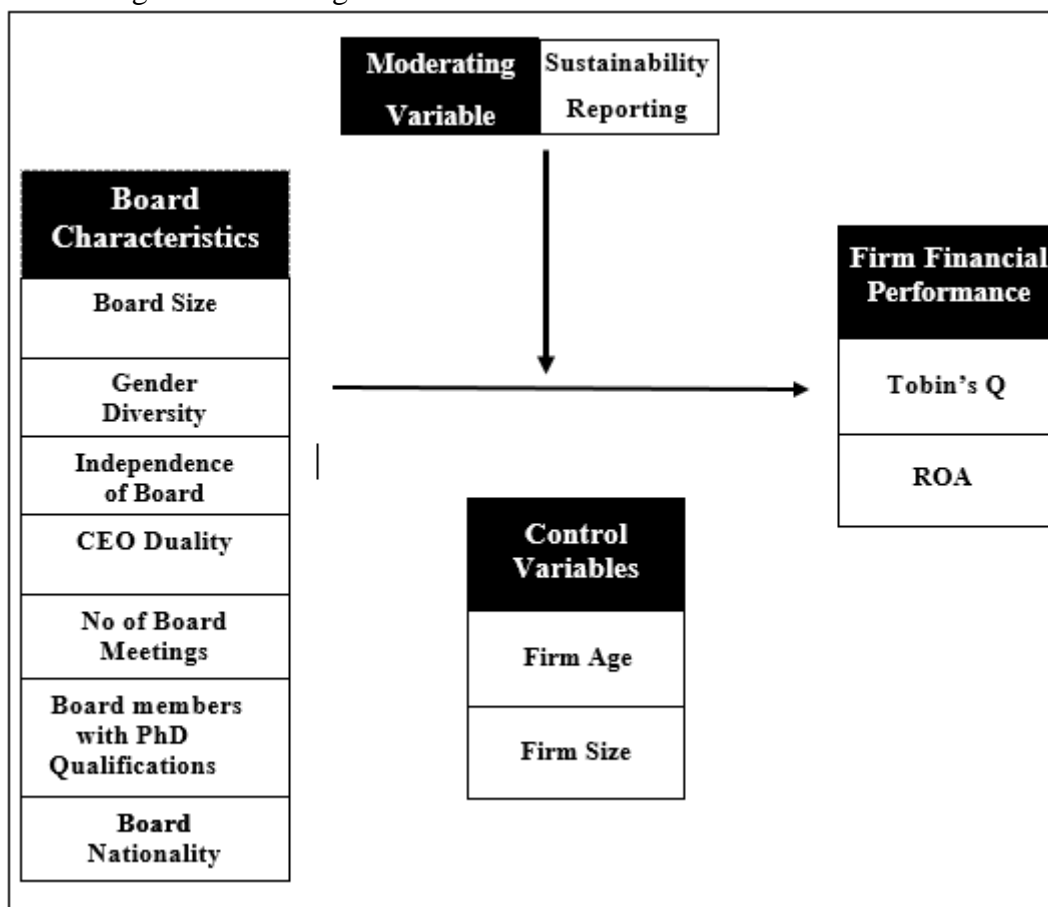 Moderating
Variable
Sustainability
Reporting
Board
Characteristics
Board Size
Gender
Diversity
Independence
of Board
CEO Duality
No of Board
Meetings
Board members
with PhD
Qualifications
Board
Nationality
Firm Financial
Performance
Tobin’s Q
ROA
Control
Variables
Firm Age
Firm Size